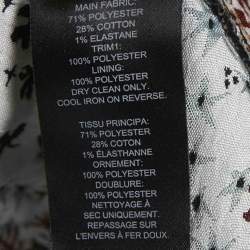 MAIN FABRIC:
71% POLYESTER
28% COTTON
1% ELASTANE
TRIM1:
100% POLYESTER
LINING:
100% POLYESTER
DRY CLEAN ONLY.
COOL IRON ON REVERSE.
TISSU PRINCIPA:
71% POLYESTER
28% COTON
1% ÉLASTHANNE
ORNEMENT:
100% POLYESTER
DOUBLURE:
100% POLYESTER
NETTOYAGE À
SEC UNIQUEMENT.
REPASSAGE SUR
L'ENVERS À FER DOUX.